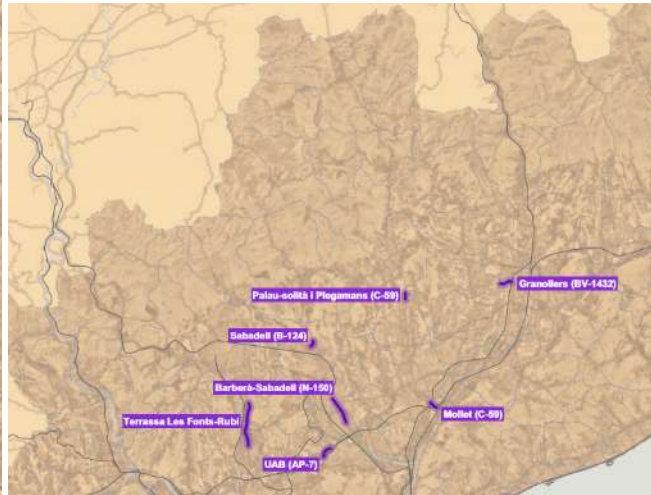 Granollers (BV-1432)
Palau-solità i Plegamans (C-59)
Sabadell (B-124)
Barberà-Sabadell (N-150)
Mollet (C-59)
Terrassa Les Fonts-Rubí
UAB (AP-7)